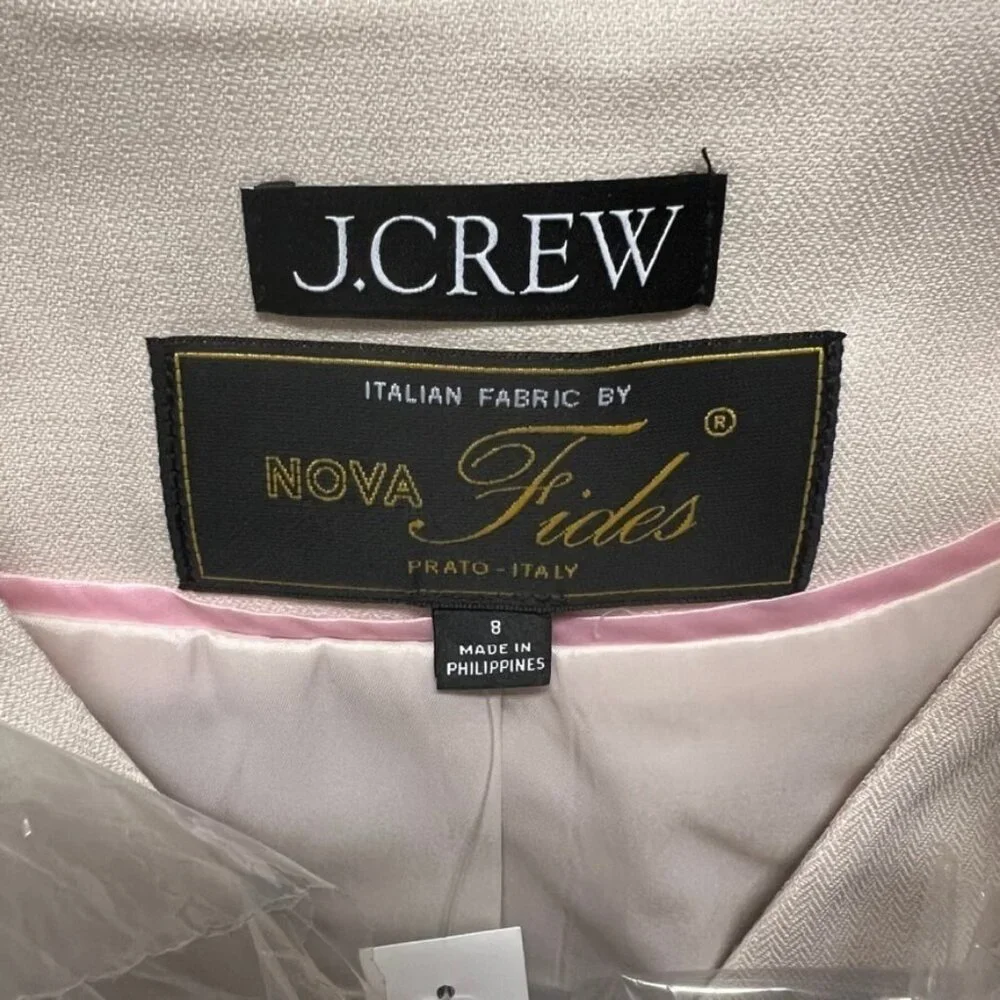 J.CREW
ITALIAN FABRIC BY
NOVA Fides ®
PRATO - ITALY
8
MADE IN
PHILIPPINES